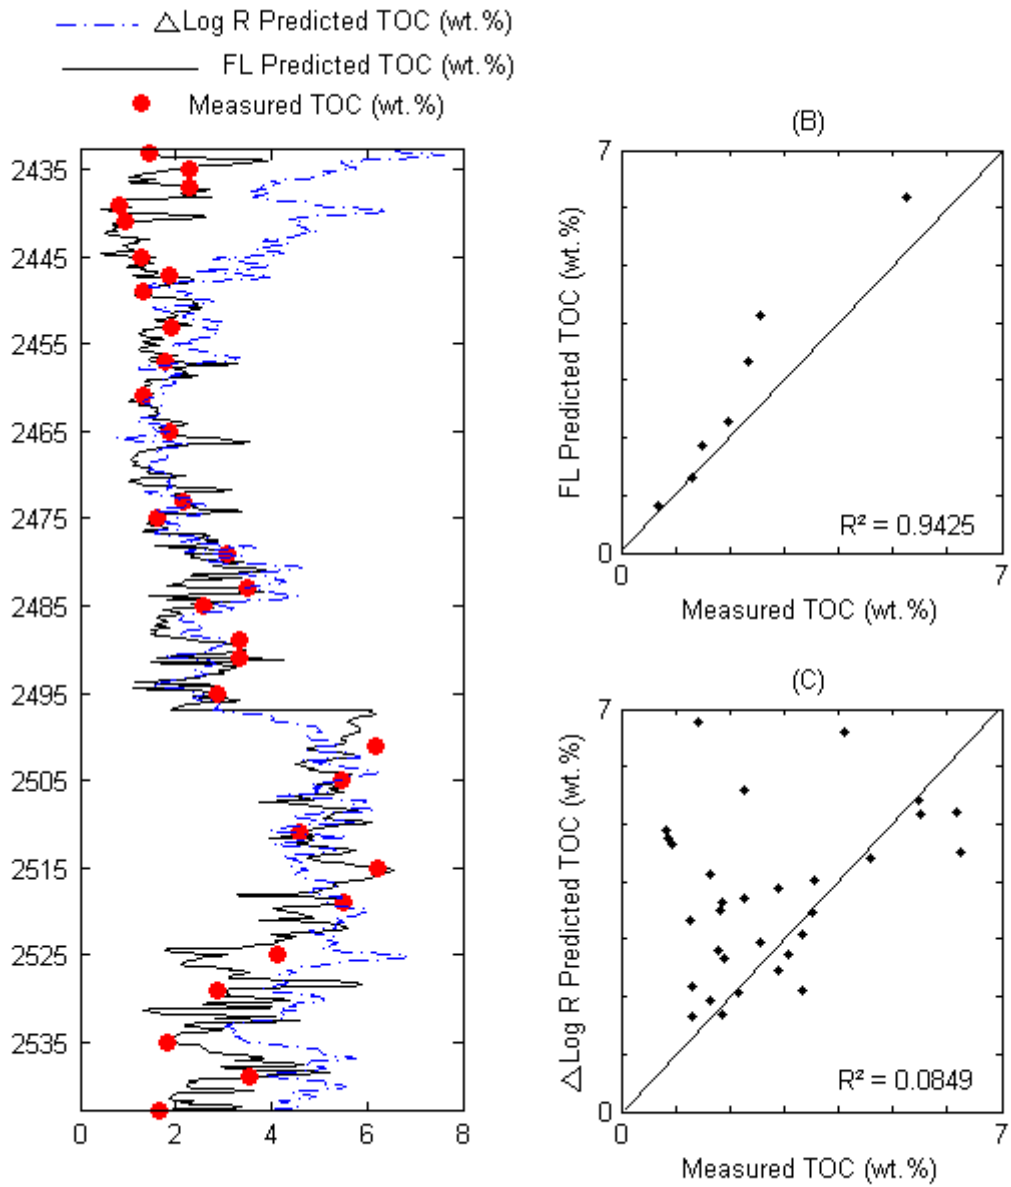 △Log R Predicted TOC (wt.%)
FL Predicted TOC (wt.%)
Measured TOC (wt.%)
2435
2445
2455
2465
2475
2485
2495
2505
2515
2525
2535
0 2 4 6 8
(B)
7
FL Predicted TOC (wt.%)
R² = 0.9425
0
0 7
Measured TOC (wt.%)
(C)
7
△Log R Predicted TOC (wt.%)
R² = 0.0849
0
0 7
Measured TOC (wt.%)